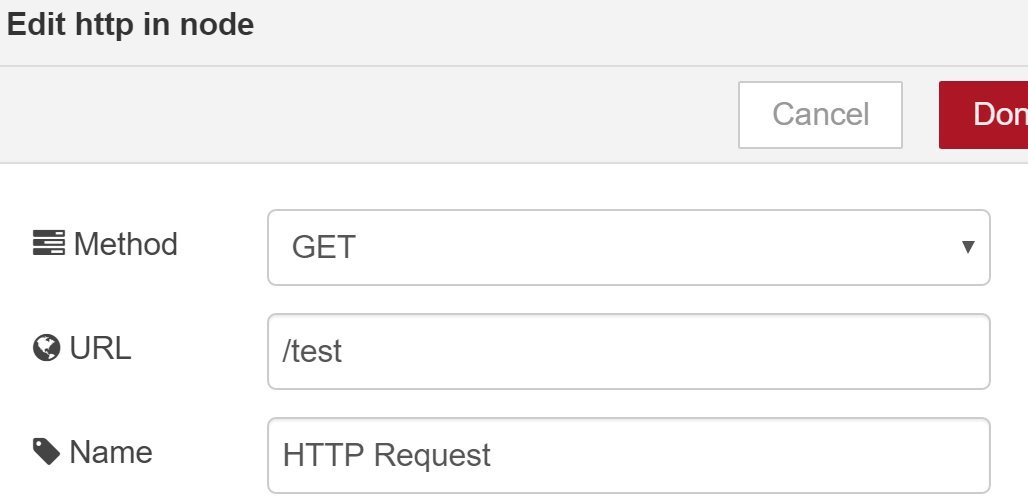 Edit http in node
Cancel
Don
Method
GET
URL
/test
Name
HTTP Request